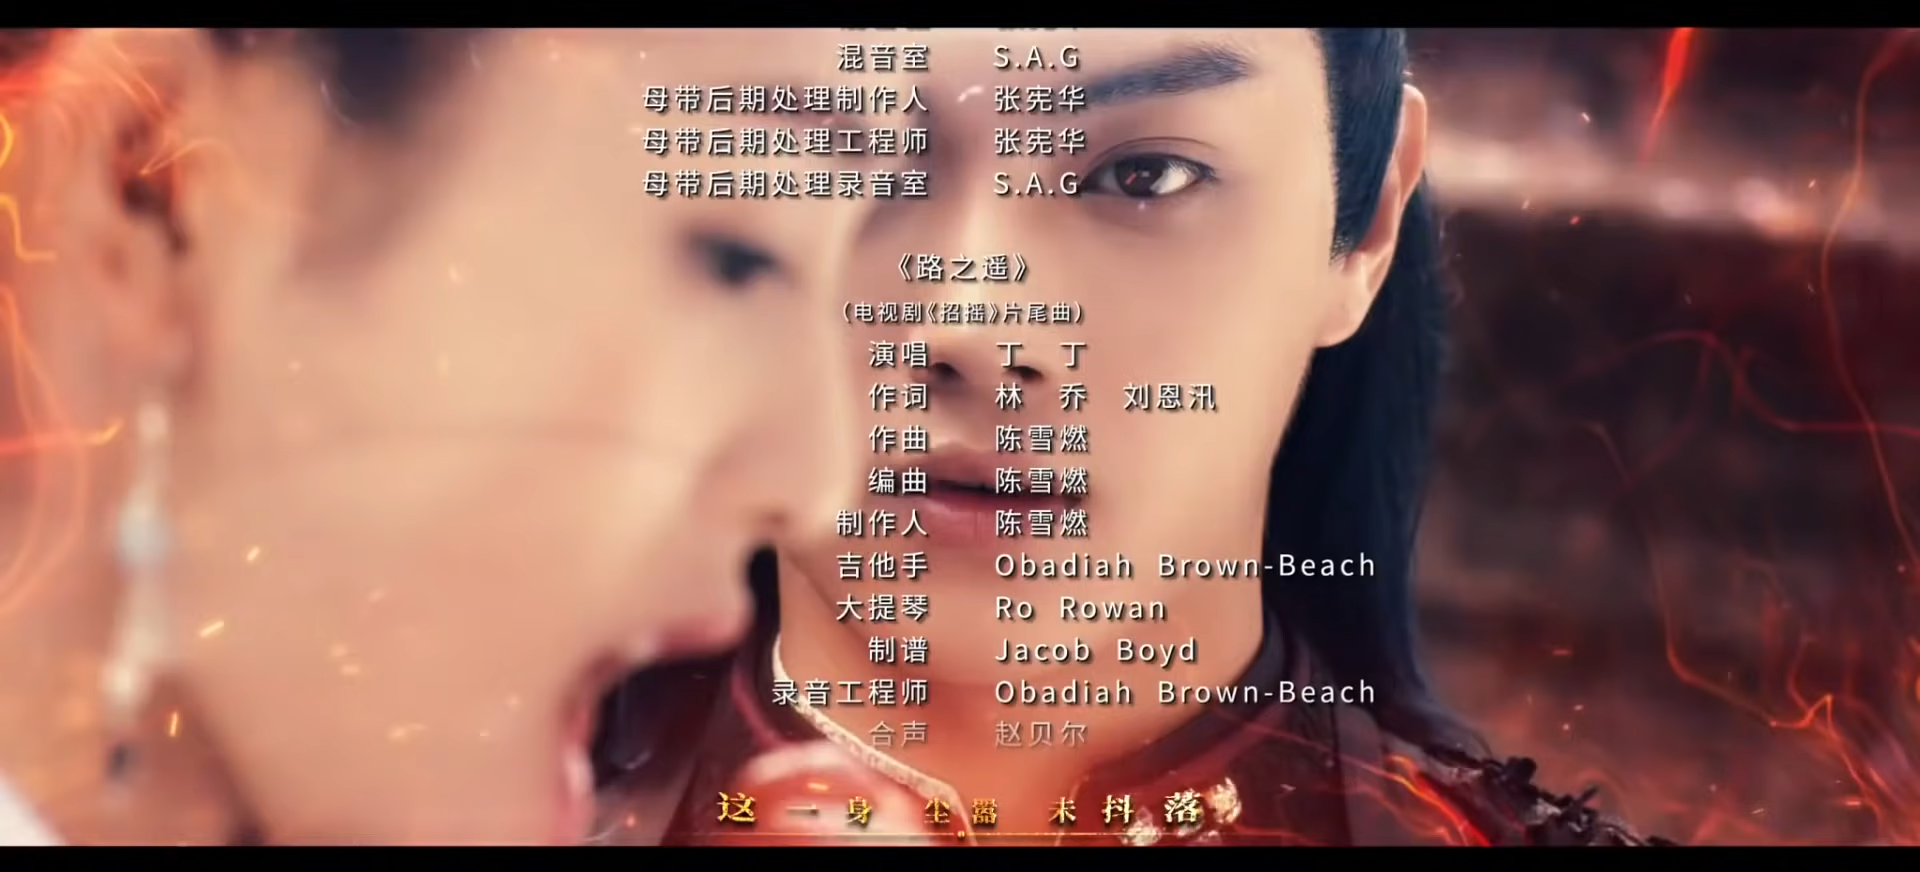 混音室 S.A.G
母带后期处理制作人 张宪华
母带后期处理工程师 张宪华
母带后期处理录音室 S.A.G
《路之遥》
（电视剧《招摇》片尾曲）
演唱 丁 丁
作词 林 乔 刘恩汛
作曲 陈雪燃
编曲 陈雪燃
制作人 陈雪燃
吉他手 Obadiah Brown-Beach
大提琴 Ro Rowan
制谱 Jacob Boyd
录音工程师 Obadiah Brown-Beach
合声 赵贝尔
这一身 尘嚣 未抖落